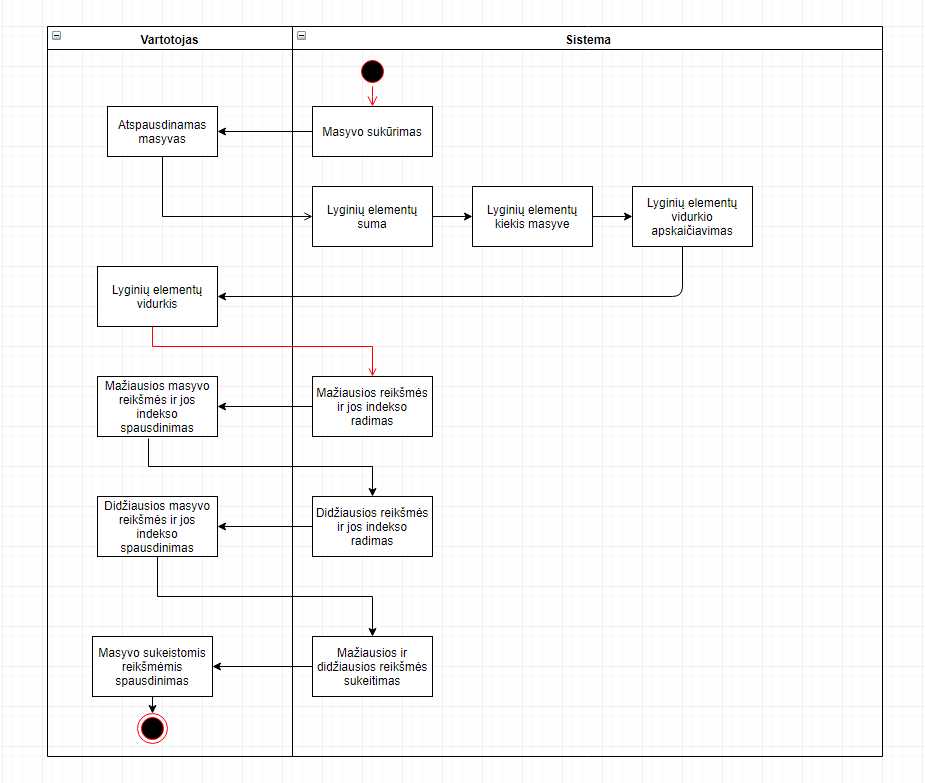 Vartotojas
Sistema
Atspausdinamas
masyvas
Masyvo sukūrimas
Lyginių elementų
suma
Lyginių elementų
kiekis masyve
Lyginių elementų
vidurkio
apskaičiavimas
Lyginių elementų
vidurkis
Mažiausios masyvo
reikšmės ir jos
indekso
spausdinimas
Mažiausios reikšmės
ir jos indekso
radimas
Didžiausios masyvo
reikšmės ir jos
indekso
spausdinimas
Didžiausios reikšmės
ir jos indekso
radimas
Masyvo sukeistomis
reikšmėmis
spausdinimas
Mažiausios ir
didžiausios reikšmės
sukeitimas